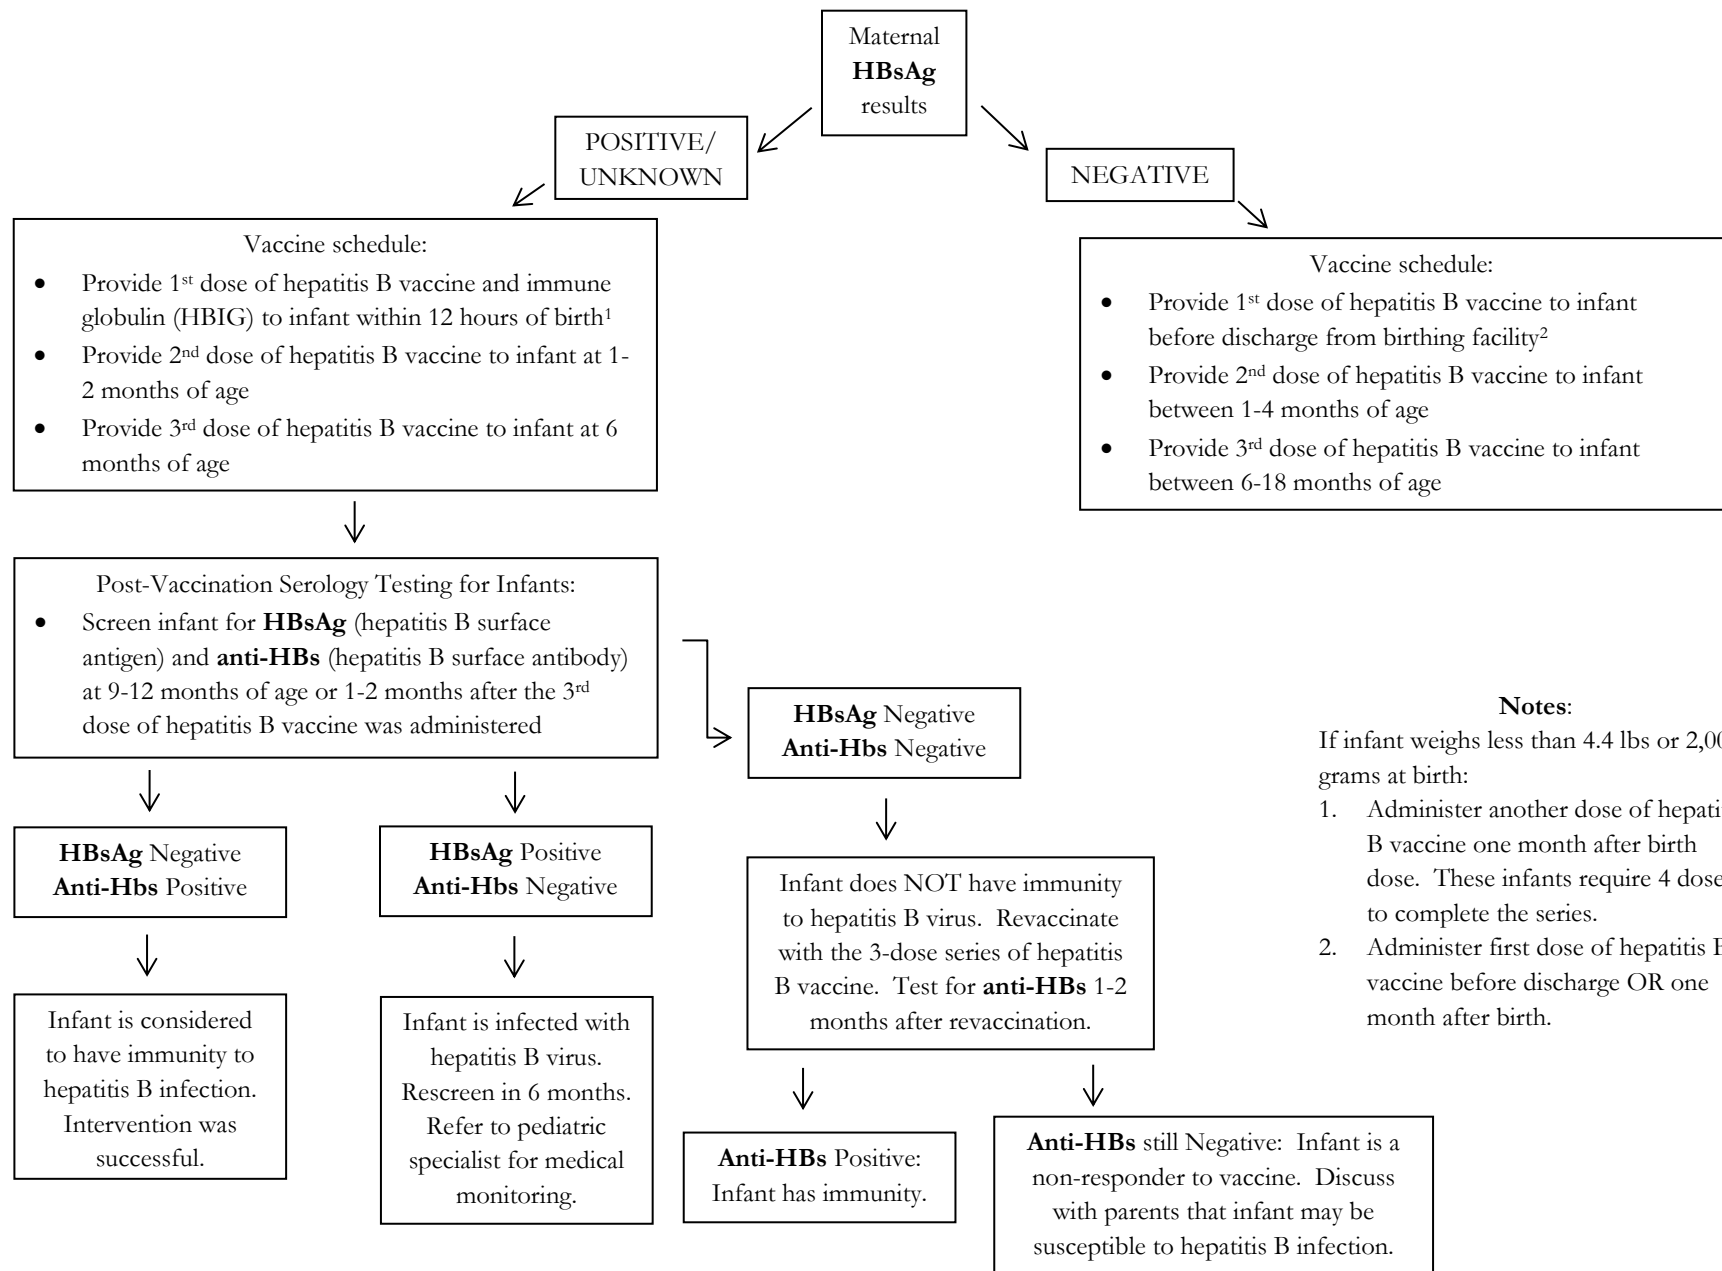 Maternal
HBsAg
results
POSITIVE/
UNKNOWN
NEGATIVE
Vaccine schedule:
• Provide 1st dose of hepatitis B vaccine and immune
globulin (HBIG) to infant within 12 hours of birth1
• Provide 2nd dose of hepatitis B vaccine to infant at 1-
2 months of age
• Provide 3rd dose of hepatitis B vaccine to infant at 6
months of age
Vaccine schedule:
• Provide 1st dose of hepatitis B vaccine to infant
before discharge from birthing facility2
• Provide 2nd dose of hepatitis B vaccine to infant
between 1-4 months of age
• Provide 3rd dose of hepatitis B vaccine to infant
between 6-18 months of age
Post-Vaccination Serology Testing for Infants:
• Screen infant for HBsAg (hepatitis B surface
antigen) and anti-HBs (hepatitis B surface antibody)
at 9-12 months of age or 1-2 months after the 3rd
dose of hepatitis B vaccine was administered
HBsAg Negative
Anti-Hbs Positive
HBsAg Positive
Anti-Hbs Negative
HBsAg Negative
Anti-Hbs Negative
Infant is considered
to have immunity to
hepatitis B infection.
Intervention was
successful.
Infant is infected with
hepatitis B virus.
Rescreen in 6 months.
Refer to pediatric
specialist for medical
monitoring.
Infant does NOT have immunity
to hepatitis B virus. Revaccinate
with the 3-dose series of hepatitis
B vaccine. Test for anti-HBs 1-2
months after revaccination.
Anti-HBs Positive:
Infant has immunity.
Anti-HBs still Negative: Infant is a
non-responder to vaccine. Discuss
with parents that infant may be
susceptible to hepatitis B infection.
Notes:
If infant weighs less than 4.4 lbs or
grams at birth:
1. Administer another dose of
B vaccine one month after birth
dose. These infants require 4
to complete the series.
2. Administer first dose of hepatitis B
vaccine before discharge OR one
month after birth.